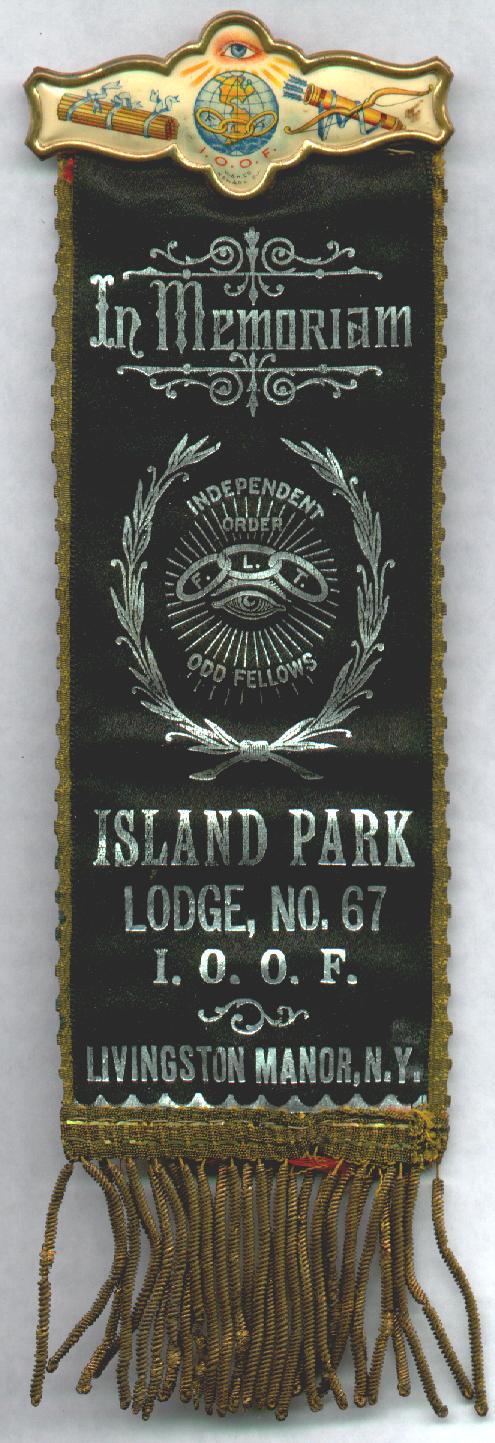 I.O.O.F.
In Memoriam
INDEPENDENT
ORDER
F. L. T.
ODD FELLOWS
ISLAND PARK
LODGE, NO. 67
I. O. O. F.
LIVINGSTON MANOR, N.Y.